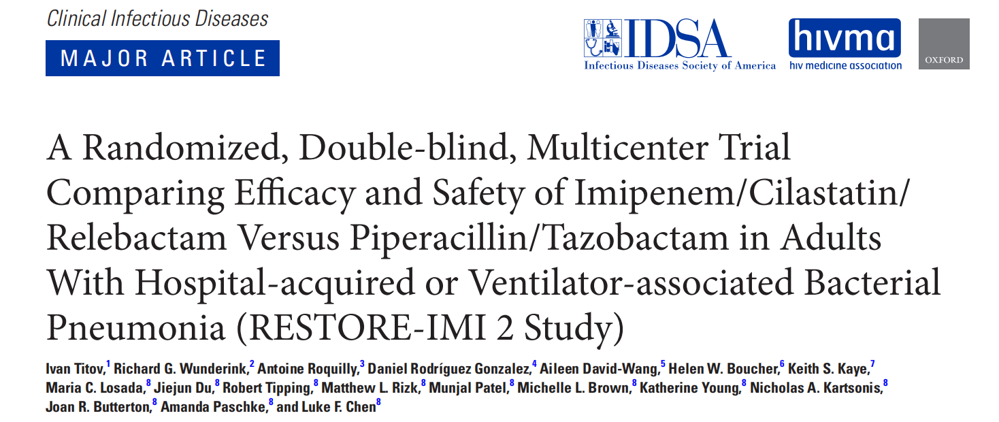 Clinical Infectious Diseases
MAJOR ARTICLE
IDSA
Infectious Diseases Society of America
hivma
hiv medicine association
OXFORD
A Randomized, Double-blind, Multicenter Trial
Comparing Efficacy and Safety of Imipenem/Cilastatin/
Relebactam Versus Piperacillin/Tazobactam in Adults
With Hospital-acquired or Ventilator-associated Bacterial
Pneumonia (RESTORE-IMI 2 Study)
Ivan Titov,1 Richard G. Wunderink,2 Antoine Roquilly,3 Daniel Rodríguez Gonzalez,4 Aileen David-Wang,5 Helen W. Boucher,6 Keith S. Kaye,7
Maria C. Losada,8 Jiejun Du,8 Robert Tipping,8 Matthew L. Rizk,8 Munjal Patel,8 Michelle L. Brown,8 Katherine Young,8 Nicholas A. Kartsonis,8
Joan R. Butterton,8 Amanda Paschke,8 and Luke F. Chen8